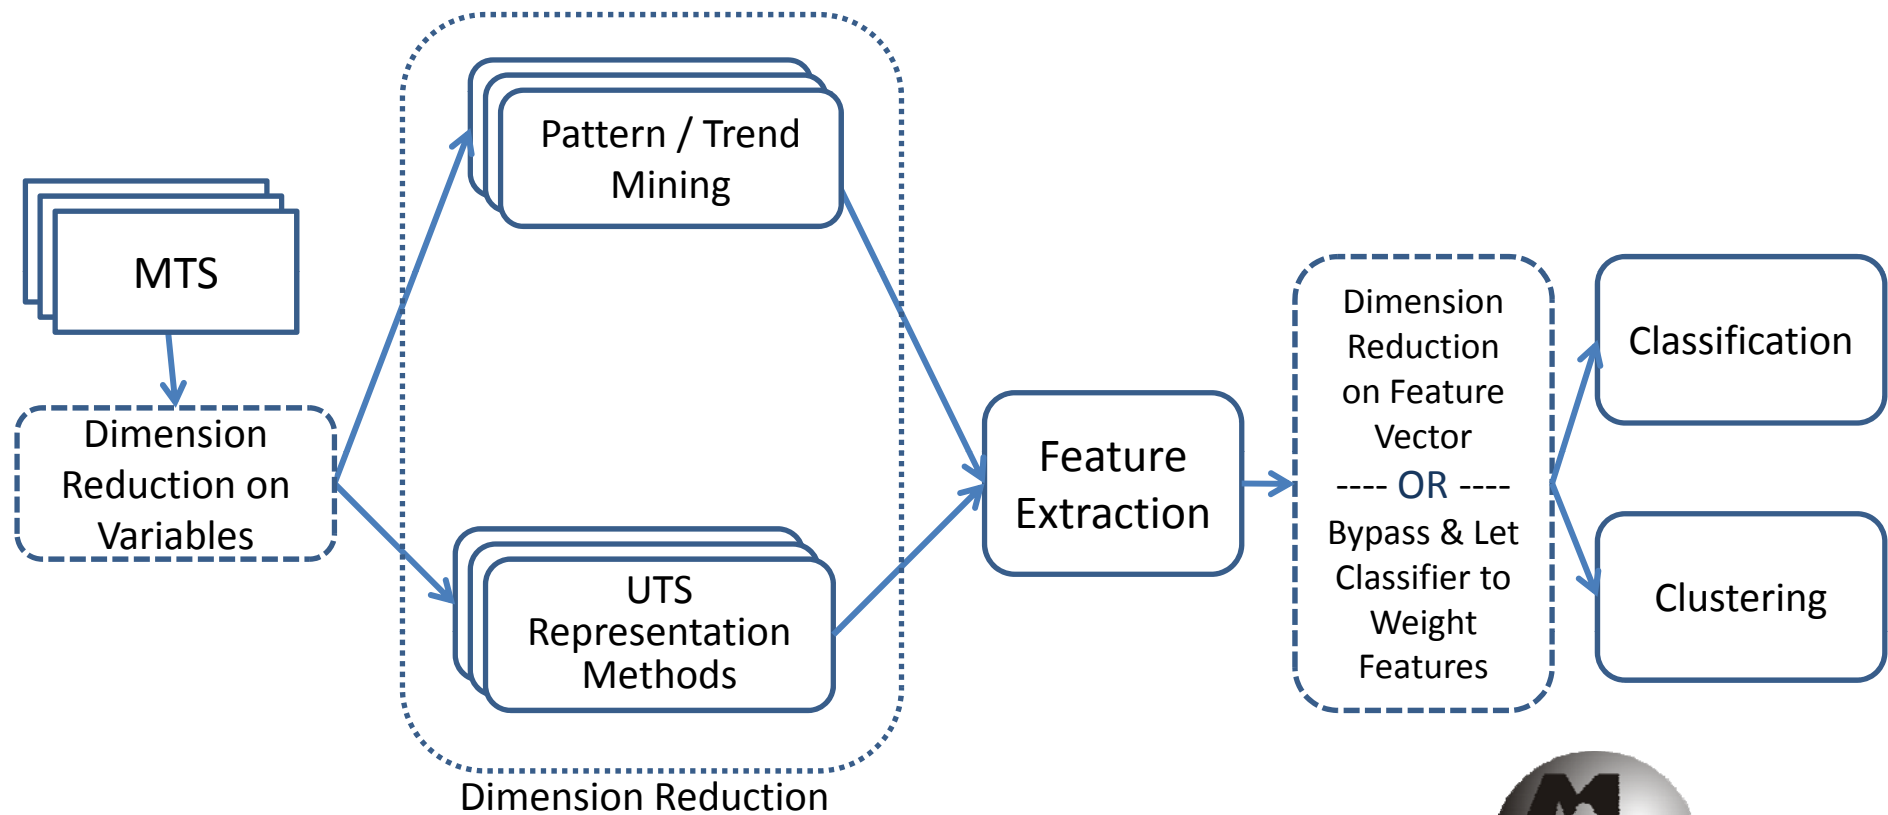 MTS
Dimension
Reduction on
Variables
Pattern / Trend
Mining
UTS
Representation
Methods
Dimension Reduction
Feature
Extraction
Dimension
Reduction
on Feature
Vector
---- OR ----
Bypass & Let
Classifier to
Weight
Features
Classification
Clustering
M